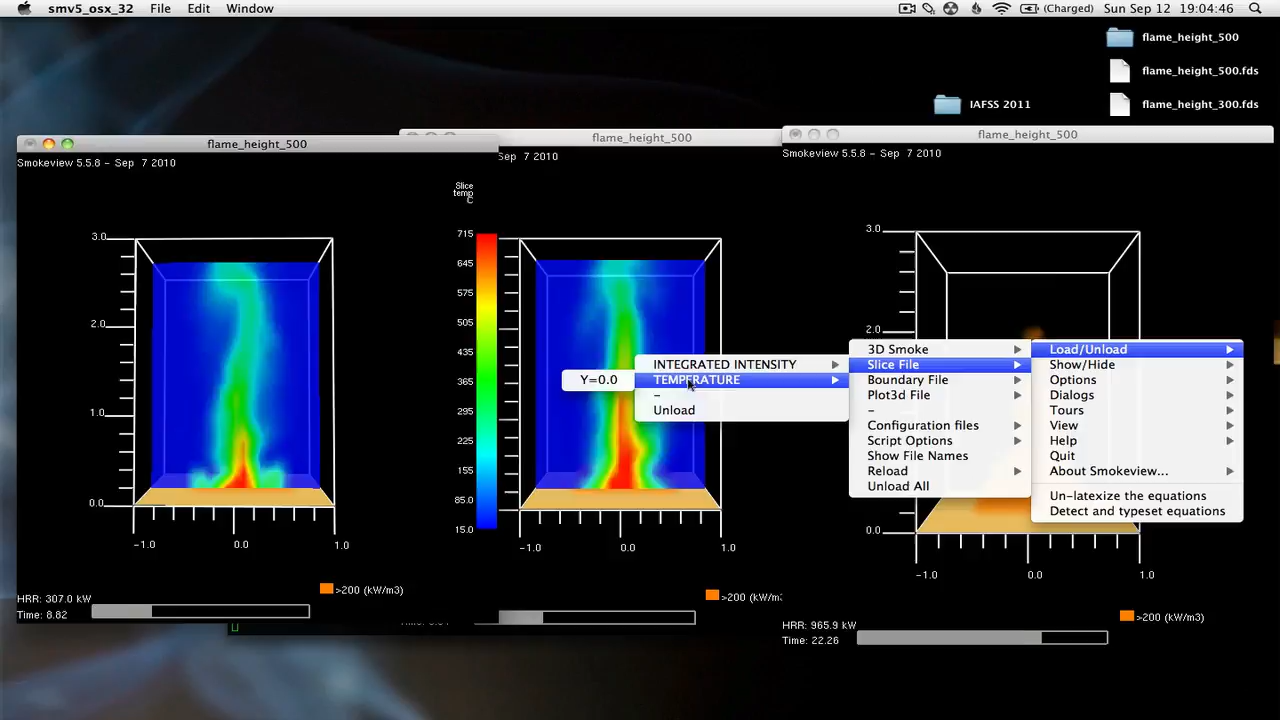 smv5_osx_32 File Edit Window (Charged) Sun Sep 12 19:04:46
flame_height_500
flame_height_500.fds
IAFSS 2011
flame_height_300.fds
flame_height_500
Smokeview 5.5.8 - Sep 7 2010
3.0
2.0
1.0
0.0
-1.0 0.0 1.0
>200 (kW/m3)
HRR: 307.0 kW
Time: 8.82
flame_height_500
Sep 7 2010
Slice
temp
C
715
645
575
505
435
365
295
225
155
85.0
15.0
-1.0 0.0 1.0
>200 (kW/m3
flame_height_500
Smokeview 5.5.8 - Sep 7 2010
3.0
2.0
1.0
0.0
-1.0 0.0 1.0
>200 (kW/m3)
HRR: 965.9 kW
Time: 22.26
Y=0.0
INTEGRATED INTENSITY
TEMPERATURE
-
Unload
3D Smoke
Slice File
Boundary File
Plot3d File
-
Configuration files
Script Options
Show File Names
Reload
Unload All
Load/Unload
Show/Hide
Options
Dialogs
Tours
View
Help
Quit
About Smokeview...
Un-latexize the equations
Detect and typeset equations